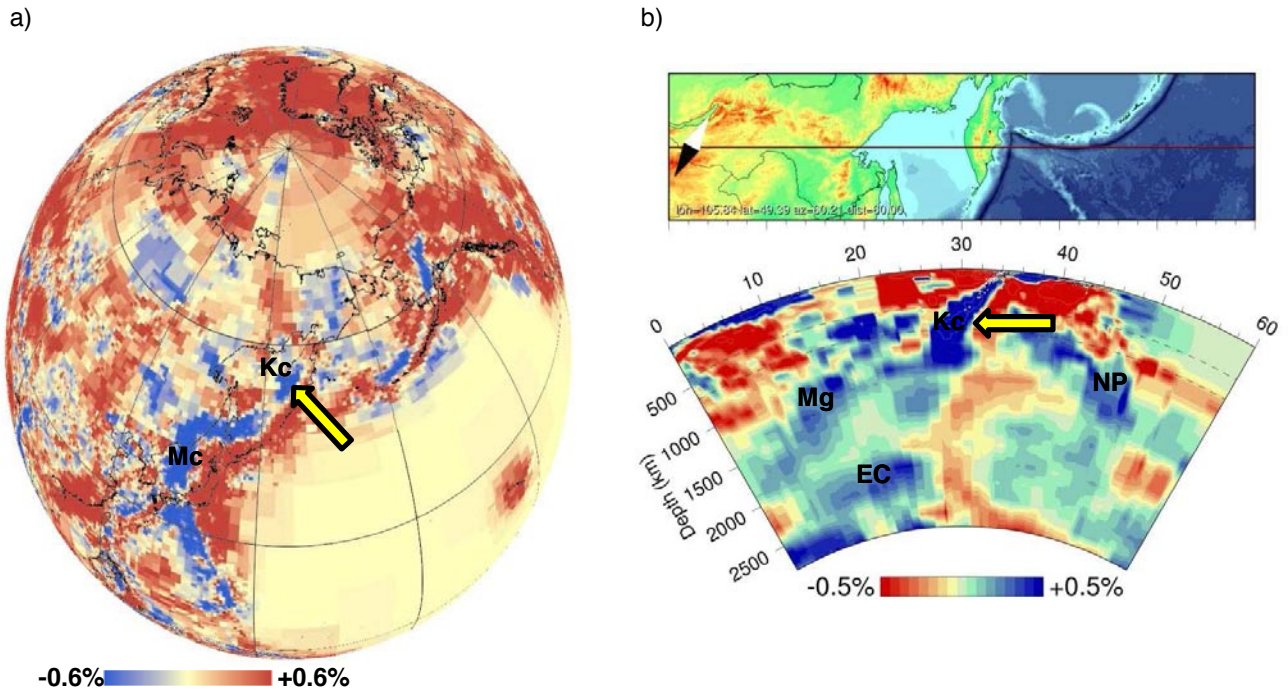 a)
Kc
Mc
-0.6% +0.6%
b)
lon=105.84 lat=49.39 az=60.21 dist=60.00
0 10 20 30 40 50 60
500
1000
1500
2000
2500
Depth (km)
Kc
Mg
NP
EC
-0.5% +0.5%